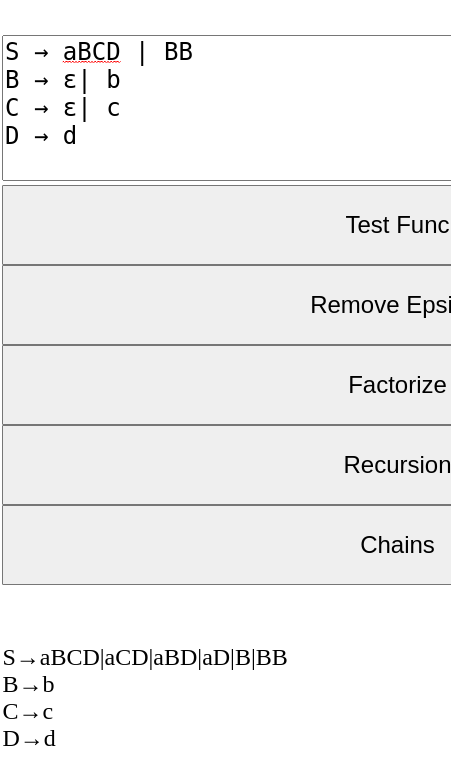 S → aBCD | BB
B → ε| b
C → ε| c
D → d
Test Func
Remove Epsi
Factorize
Recursion
Chains
S→aBCD|aCD|aBD|aD|B|BB
B→b
C→c
D→d